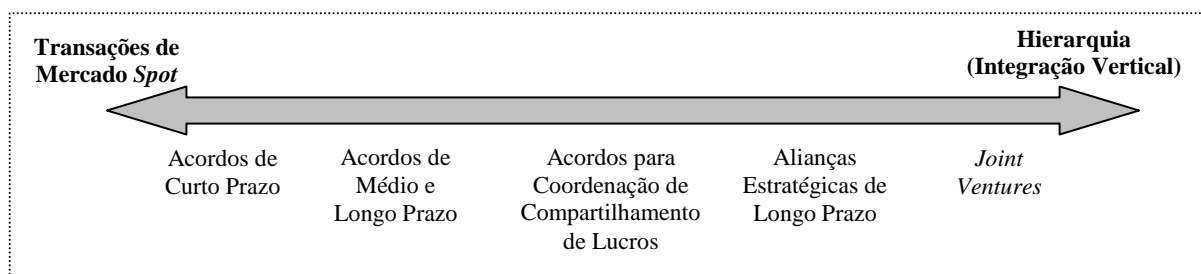 Transações de
Mercado Spot
Hierarquia
(Integração Vertical)
Acordos de
Curto Prazo
Acordos de
Médio e
Longo Prazo
Acordos para
Coordenação de
Compartilhamento
de Lucros
Alianças
Estratégicas de
Longo Prazo
Joint
Ventures